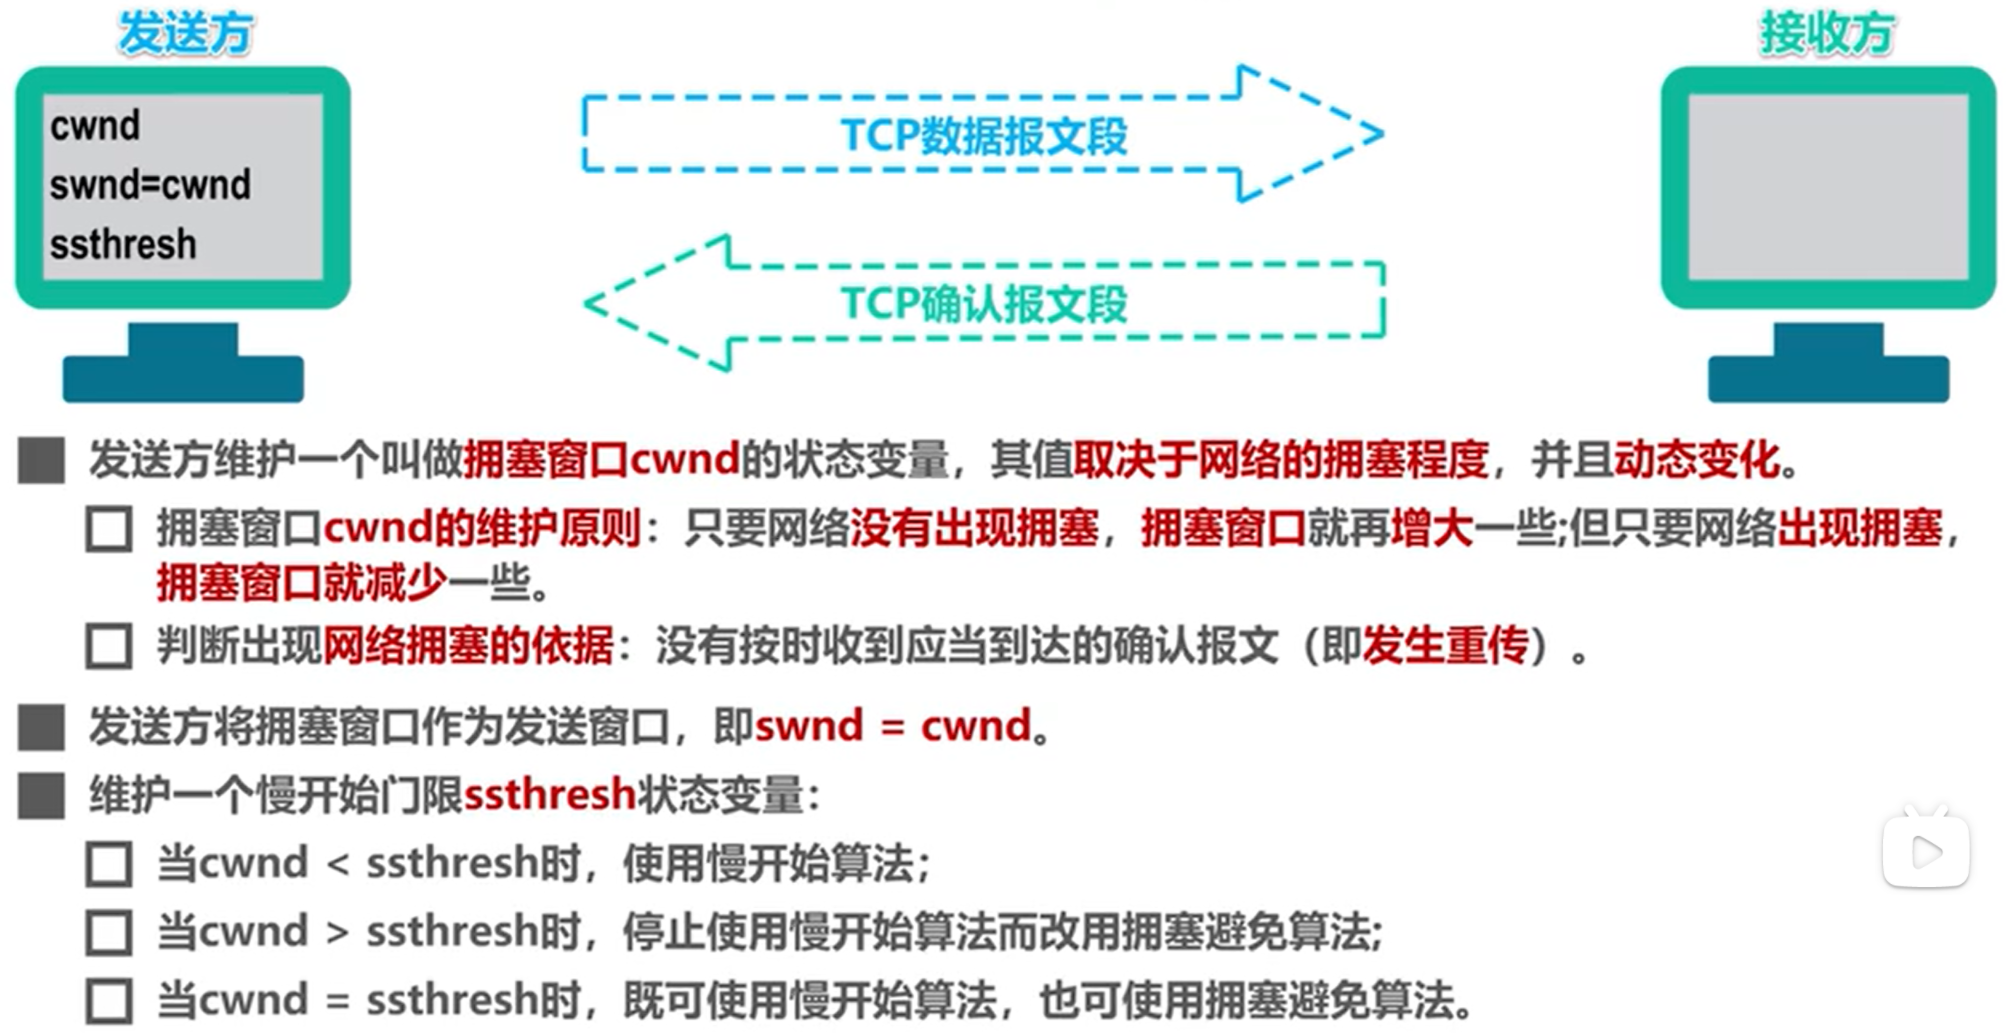 发送方
接收方
cwnd
swnd=cwnd
ssthresh
TCP数据报文段
TCP确认报文段
发送方维护一个叫做拥塞窗口cwnd的状态变量，其值取决于网络的拥塞程度，并且动态变化。
拥塞窗口cwnd的维护原则：只要网络没有出现拥塞，拥塞窗口就再增大一些;但只要网络出现拥塞，
拥塞窗口就减少一些。
判断出现网络拥塞的依据：没有按时收到应当到达的确认报文（即发生重传）。
发送方将拥塞窗口作为发送窗口，即swnd = cwnd。
维护一个慢开始门限ssthresh状态变量：
当cwnd < ssthresh时，使用慢开始算法；
当cwnd > ssthresh时，停止使用慢开始算法而改用拥塞避免算法;
当cwnd = ssthresh时，既可使用慢开始算法，也可使用拥塞避免算法。